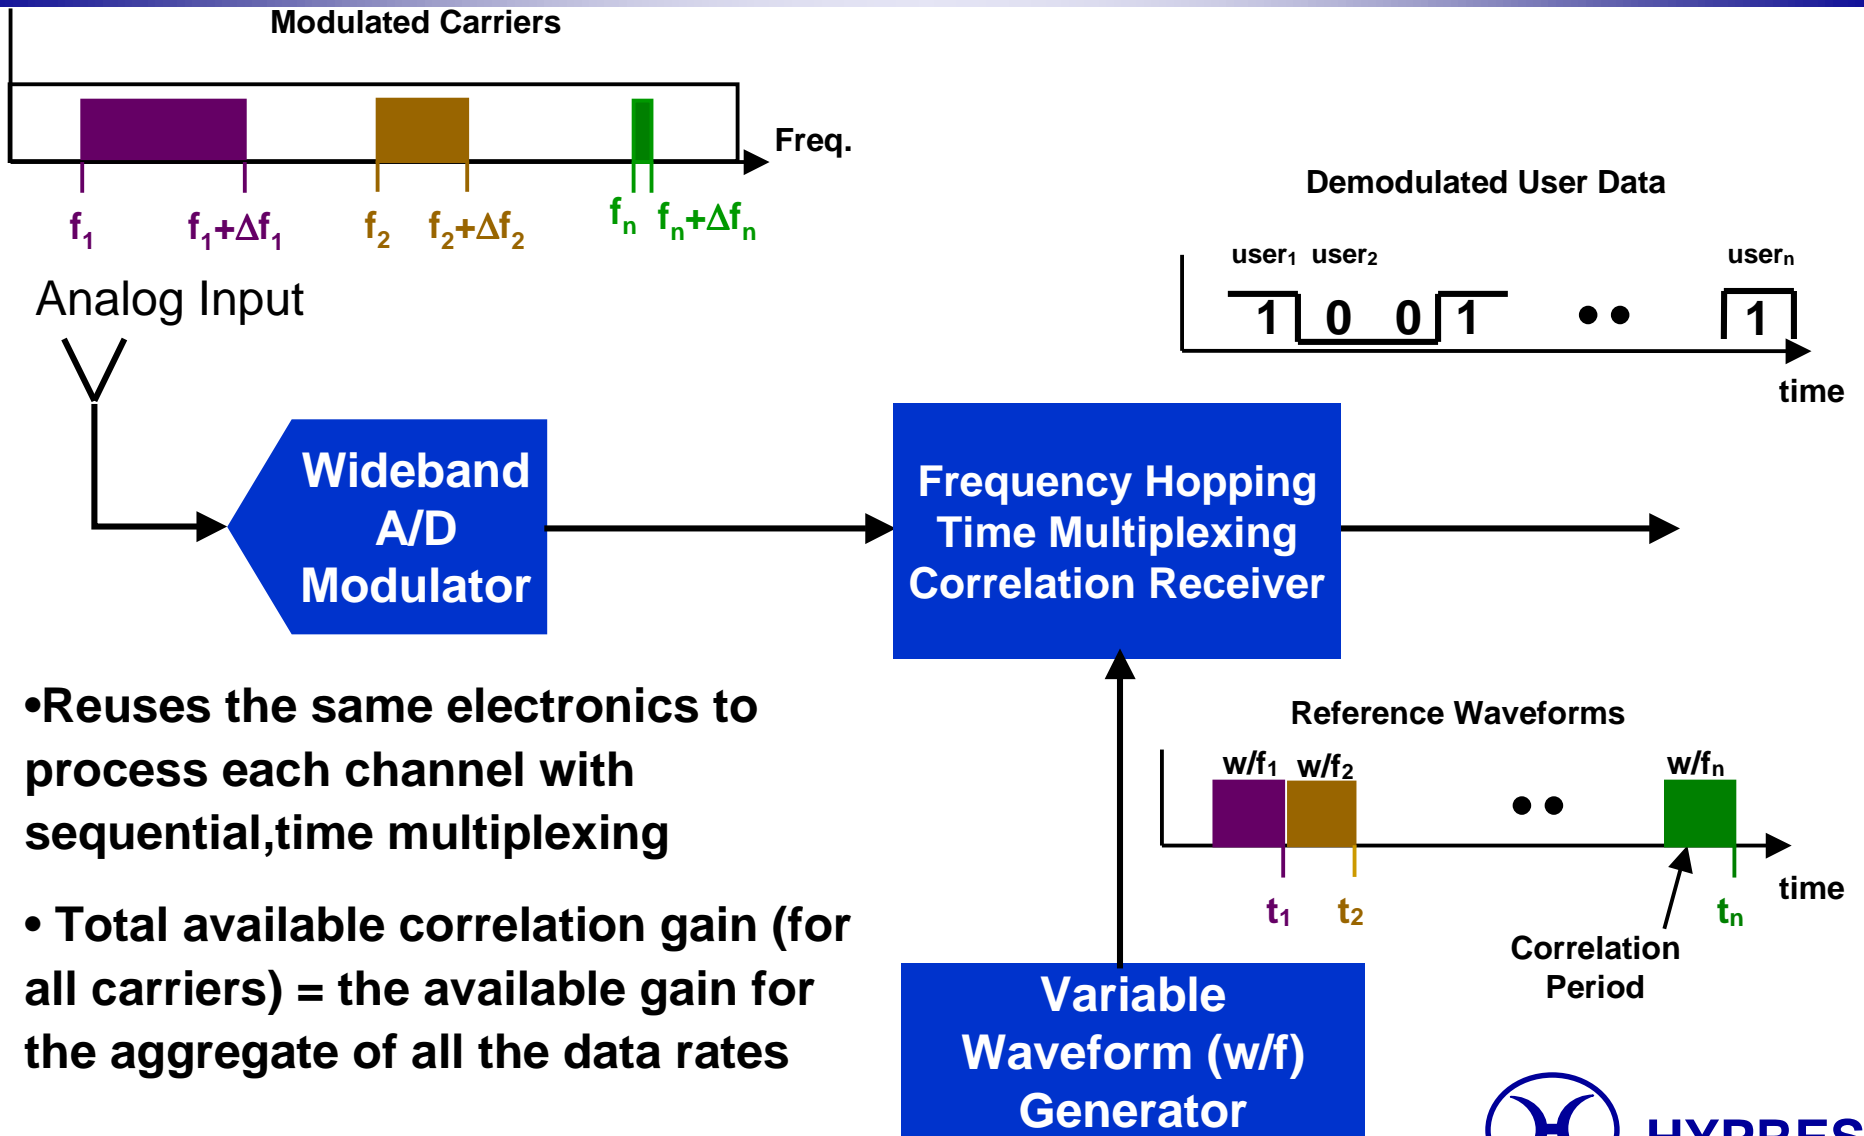 Modulated Carriers
Freq.
f1 f1+Δf1 f2 f2+Δf2 fn fn+Δfn
Analog Input
Demodulated User Data
user1 user2 usern
1 0 0 1 •• 1
time
Wideband
A/D
Modulator
Frequency Hopping
Time Multiplexing
Correlation Receiver
•Reuses the same electronics to
process each channel with
sequential,time multiplexing
• Total available correlation gain (for
all carriers) = the available gain for
the aggregate of all the data rates
Reference Waveforms
w/f1 w/f2 •• w/fn
time
t1 t2 tn
Correlation
Period
Variable
Waveform (w/f)
Generator
HYPRES